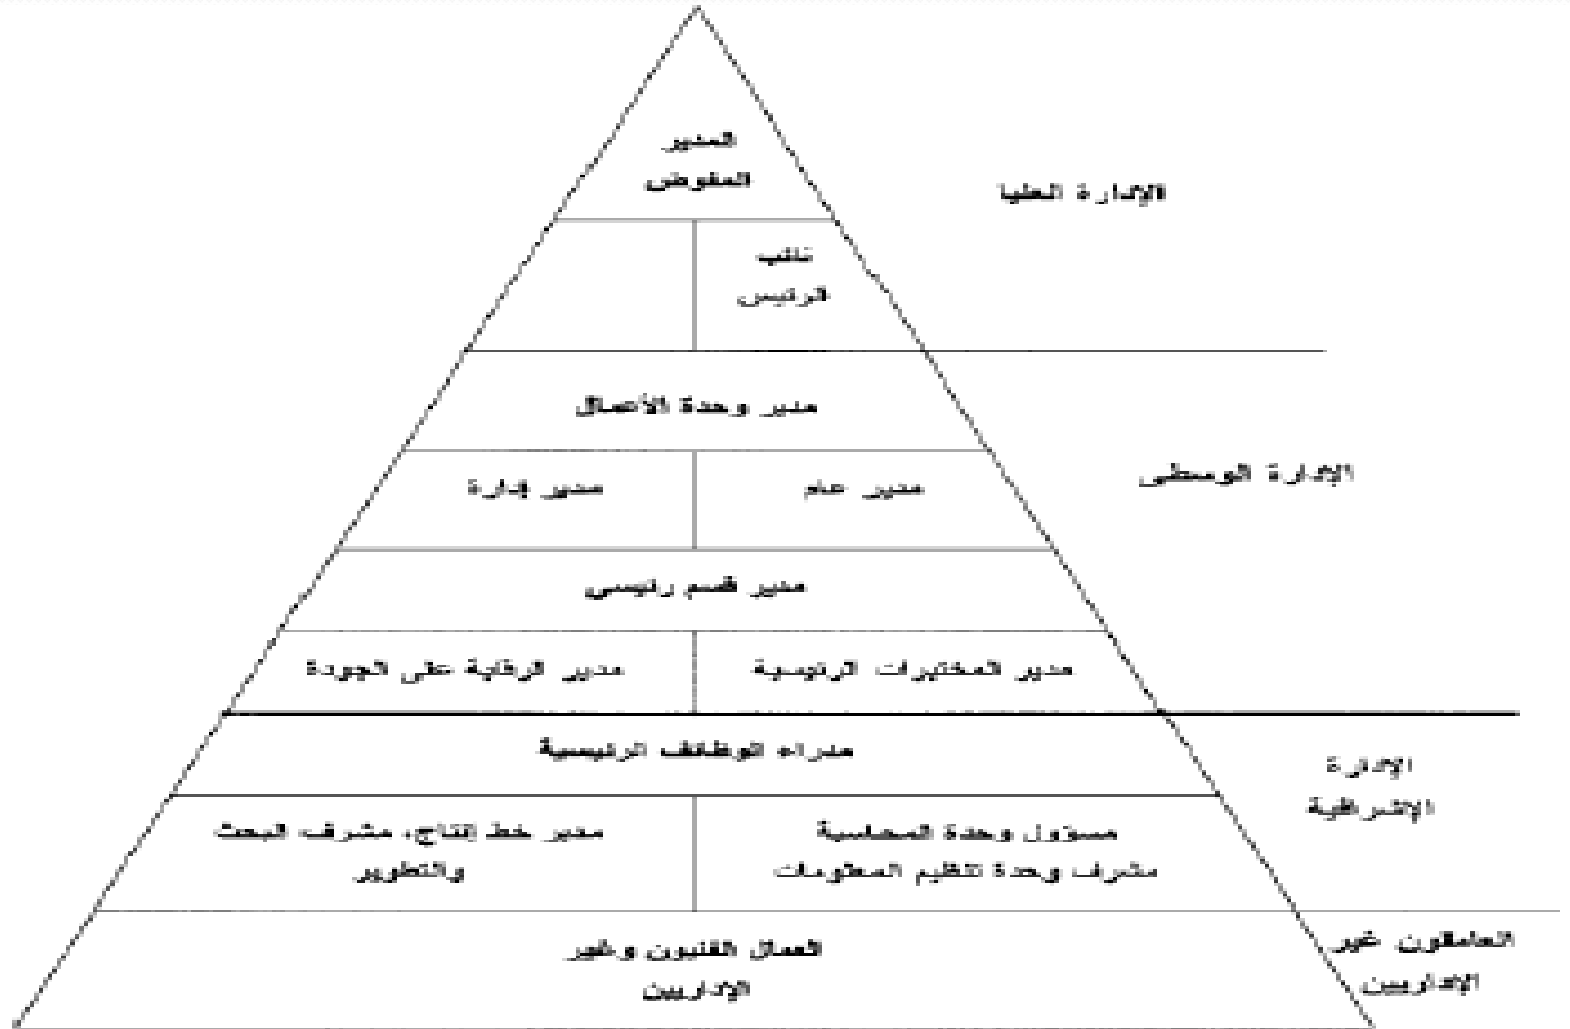 المدير
المفوض
الإدارة العليا
نائب
الرئيس
مدير وحدة الأعمال
مدير عام
مدير إدارة
الإدارة الوسطى
مدير قسم رئيسي
مدير المختبرات الرئيسية
مدير الرقابة على الجودة
مدراء الوظائف الرئيسية
الإدارة
الإشرافية
مسؤول وحدة المحاسبة
مشرف وحدة تنظيم المعلومات
مدير خط إنتاج، مشرف البحث
والتطوير
العمال الفنيون وغير
الإداريين
العاملون غير
الإداريين